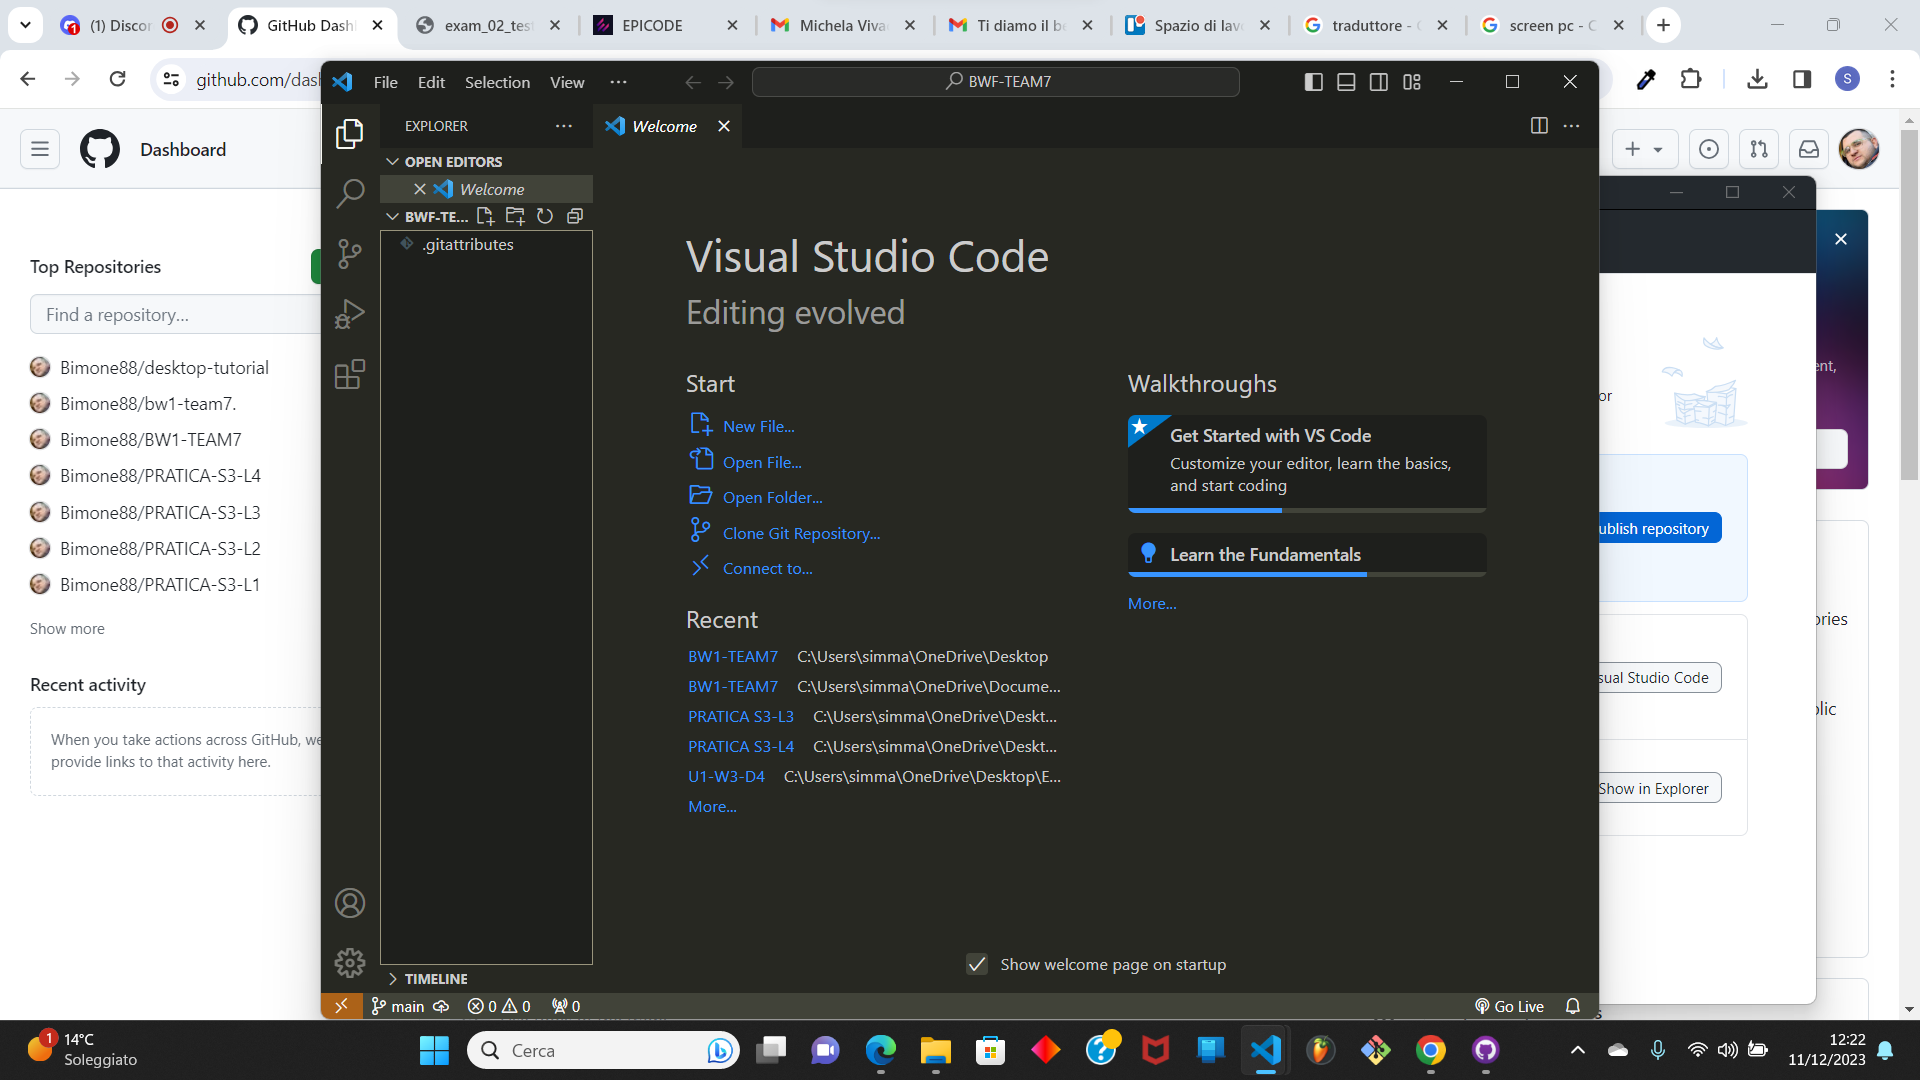 (1) Discor
GitHub Dash
exam_02_test
EPICODE
Michela Viva
Ti diamo il be
Spazio di lav
traduttore - 
screen pc - C
github.com/dash
S
Dashboard
Top Repositories
Find a repository...
Bimone88/desktop-tutorial
Bimone88/bw1-team7.
Bimone88/BW1-TEAM7
Bimone88/PRATICA-S3-L4
Bimone88/PRATICA-S3-L3
Bimone88/PRATICA-S3-L2
Bimone88/PRATICA-S3-L1
Show more
Recent activity
When you take actions across GitHub, we
provide links to that activity here.
File Edit Selection View ...
BWF-TEAM7
EXPLORER
OPEN EDITORS
Welcome
BWF-TE...
.gitattributes
TIMELINE
Welcome
Visual Studio Code
Editing evolved
Start
New File...
Open File...
Open Folder...
Clone Git Repository...
Connect to...
Recent
BW1-TEAM7 C:\Users\simma\OneDrive\Desktop
BW1-TEAM7 C:\Users\simma\OneDrive\Docume...
PRATICA S3-L3 C:\Users\simma\OneDrive\Deskt...
PRATICA S3-L4 C:\Users\simma\OneDrive\Deskt...
U1-W3-D4 C:\Users\simma\OneDrive\Desktop\E...
More...
Walkthroughs
Get Started with VS Code
Customize your editor, learn the basics,
and start coding
Learn the Fundamentals
More...
Show welcome page on startup
main 0 0 0
Go Live
ent,
or
ublish repository
ories
sual Studio Code
olic
Show in Explorer
1
14°C
Soleggiato
Cerca
12:22
11/12/2023